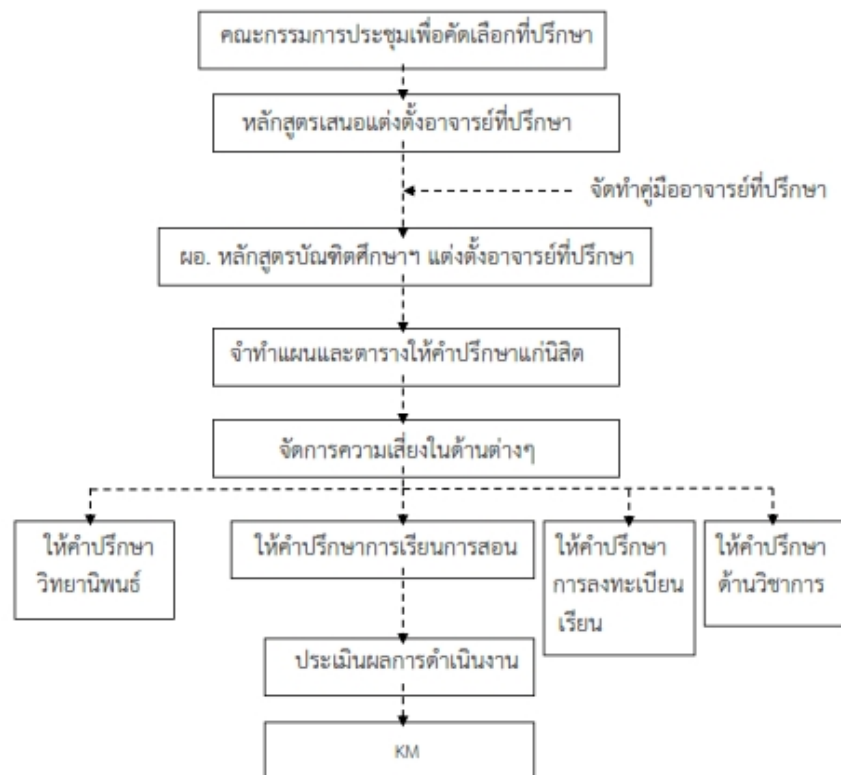 คณะกรรมการประชุมเพื่อคัดเลือกที่ปรึกษา
หลักสูตรเสนอแต่งตั้งอาจารย์ที่ปรึกษา
จัดทำคู่มืออาจารย์ที่ปรึกษา
ผอ. หลักสูตรบัณฑิตศึกษาฯ แต่งตั้งอาจารย์ที่ปรึกษา
จำทำแผนและตารางให้คำปรึกษาแก่นิสิต
จัดการความเสี่ยงในด้านต่างๆ
ให้คำปรึกษา
วิทยานิพนธ์
ให้คำปรึกษาการเรียนการสอน
ให้คำปรึกษา
การลงทะเบียน
เรียน
ให้คำปรึกษา
ด้านวิชาการ
ประเมินผลการดำเนินงาน
KM